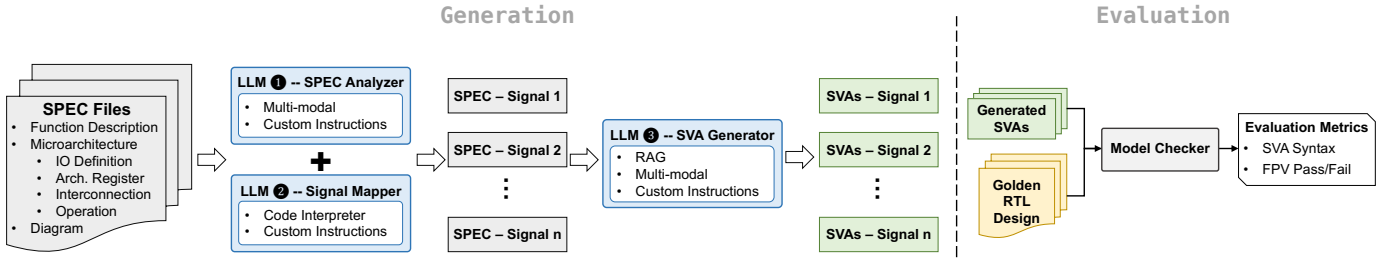 Generation
Evaluation
SPEC Files
• Function Description
• Microarchitecture
• IO Definition
• Arch. Register
• Interconnection
• Operation
• Diagram
LLM ❶ -- SPEC Analyzer
• Multi-modal
• Custom Instructions
+
LLM ❷ -- Signal Mapper
• Code Interpreter
• Custom Instructions
SPEC – Signal 1
SPEC – Signal 2
⋮
SPEC – Signal n
LLM ❸ -- SVA Generator
• RAG
• Multi-modal
• Custom Instructions
SVAs – Signal 1
SVAs – Signal 2
⋮
SVAs – Signal n
Generated
SVAs
Golden
RTL
Design
Model Checker
Evaluation Metrics
• SVA Syntax
• FPV Pass/Fail